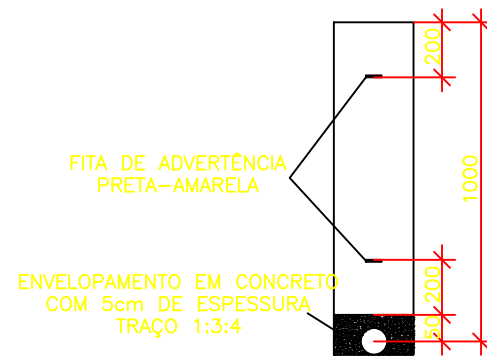 200
FITA DE ADVERTÊNCIA
PRETA-AMARELA
1000
200
ENVELOPAMENTO EM CONCRETO
COM 5cm DE ESPESSURA
TRAÇO 1:3:4
50